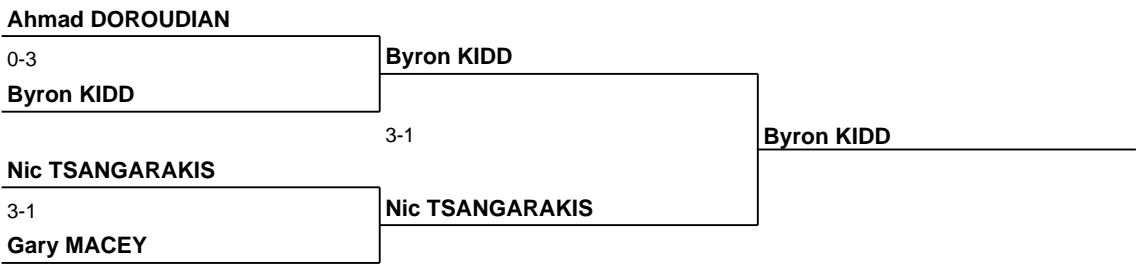 Ahmad DOROUDIAN
0-3
Byron KIDD
Byron KIDD
3-1
Byron KIDD
Nic TSANGARAKIS
3-1
Nic TSANGARAKIS
Gary MACEY